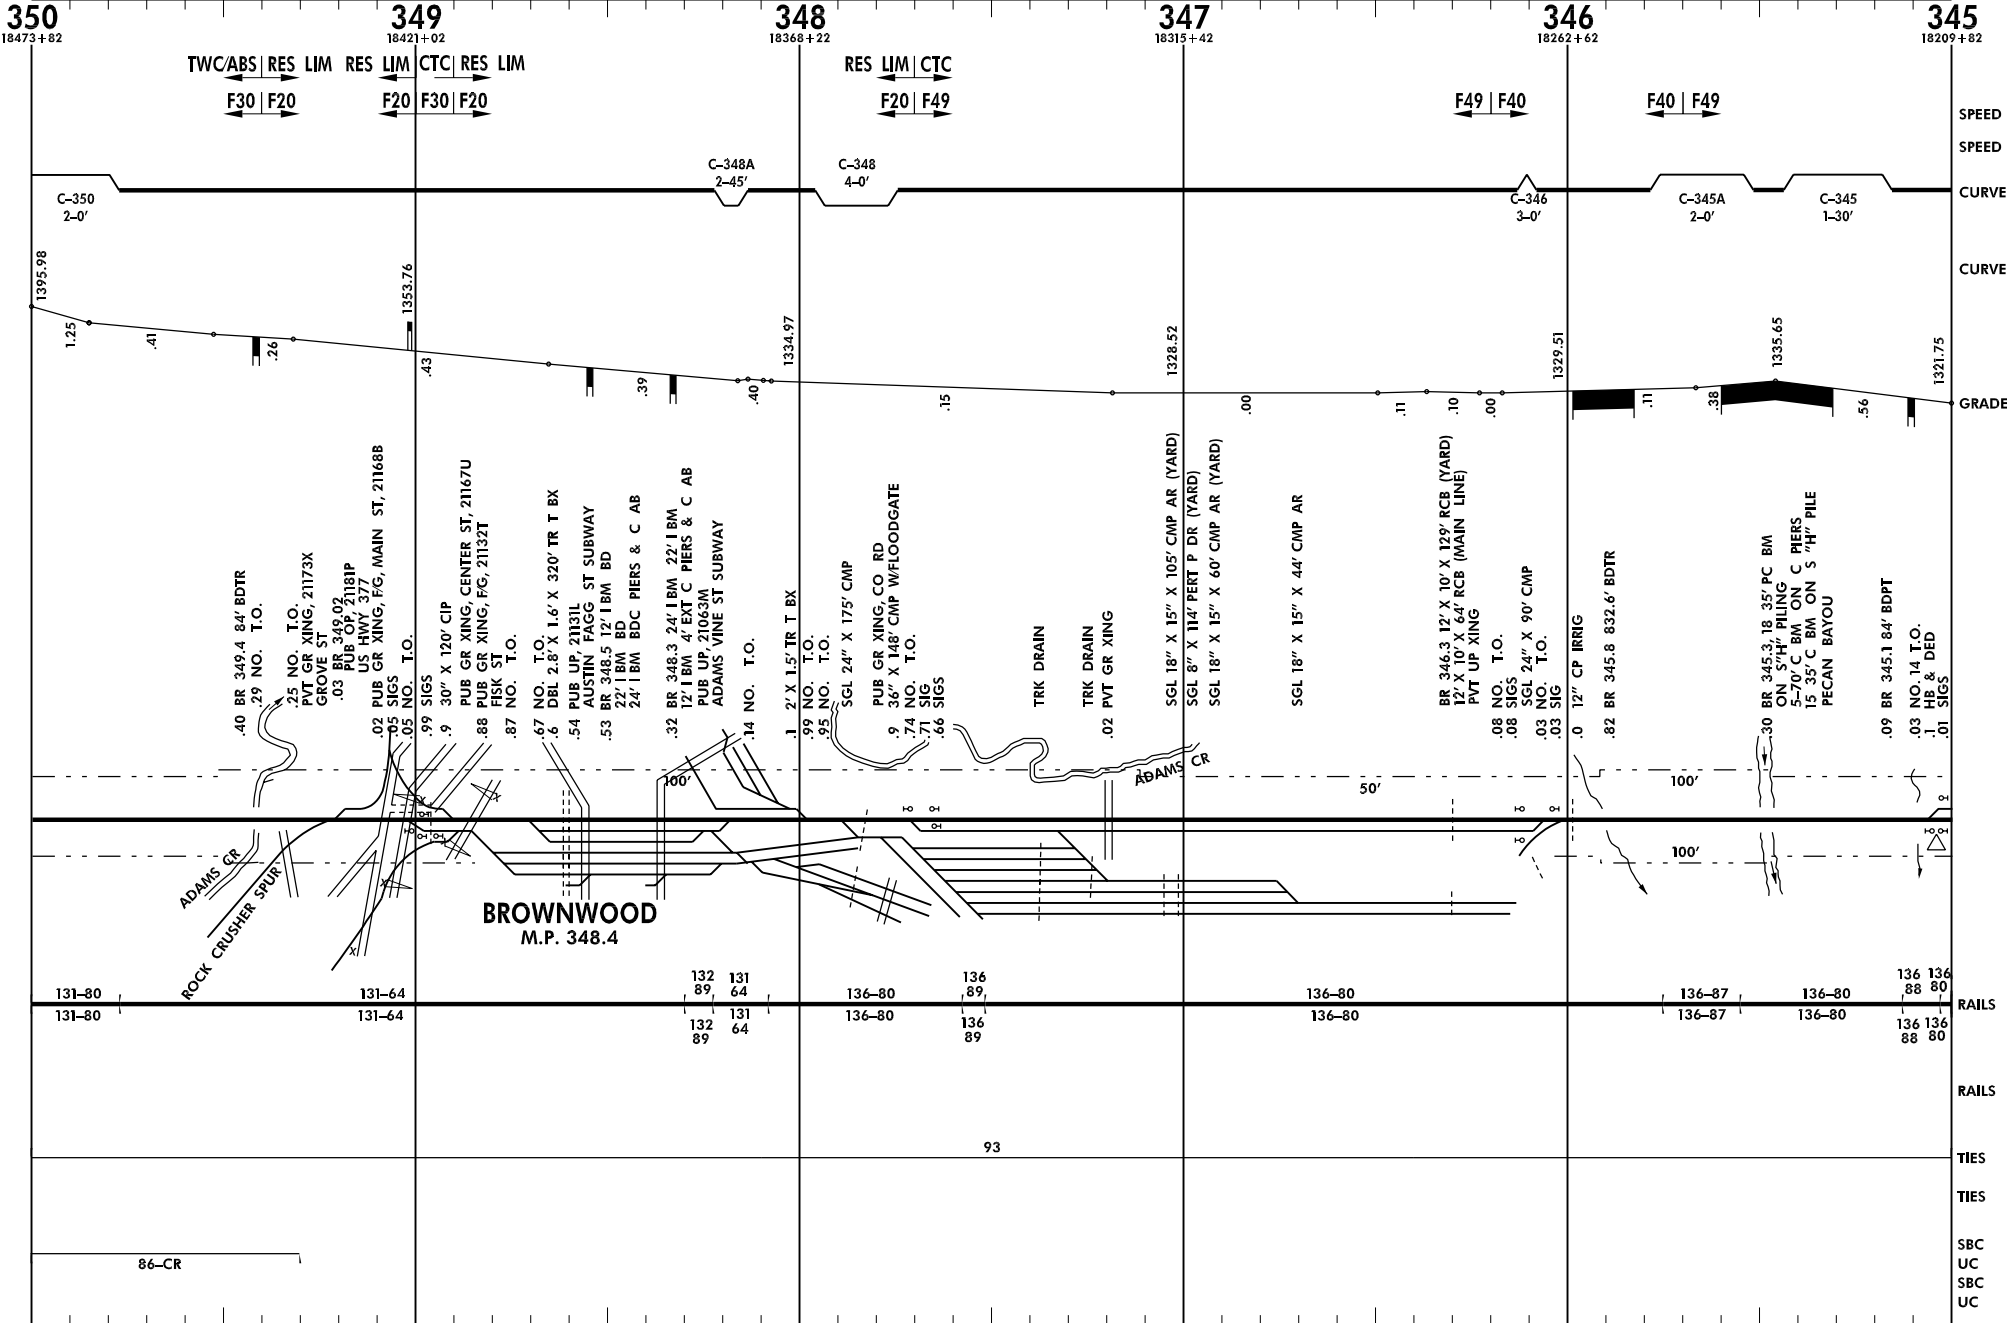 350 349 348 347 346 345
18473+82 18421+02 18368+22 18315+42 18262+62 18209+82
TWC/ABS RES LIM RES LIM CTC RES LIM RES LIM CTC
F30 F20 F20 F30 F20 F20 F49 F49 F40 F40 F49
SPEED
SPEED
C-350
2-0'
C-348A
2-45'
C-348
4-0'
C-346
3-0'
C-345A
2-0'
C-345
1-30'
CURVE
CURVE
1395.98 1353.76 1334.97 1328.52 1329.51 1335.65 1321.75
1.25 .41 .26 .43 .39 .40 .15 .00 .11 .10 .00 .11 .38 .56
GRADE
.40 BR 349.4 84' BDTR
.29 NO. T.O.
.25 NO. T.O.
PVT GR XING, 21173X
GROVE ST
.03 BR 349.02
PUB OP, 21181P
US HWY 377
.02 PUB GR XING, F/G, MAIN ST, 21168B
.05 SIGS
.05 NO. T.O.
.99 SIGS
.9 30" X 120' CIP
PUB GR XING, CENTER ST, 21167U
.88 PUB GR XING, F/G, 21132T
FISK ST
.87 NO. T.O.
.67 NO. T.O.
.6 DBL 2.8' X 1.6' X 320' TR T BX
.54 PUB UP, 21131L
AUSTIN FAGG ST SUBWAY
.53 BR 348.5 12' I BM BD
22' I BM BD
24' I BM BDC PIERS & C AB
.32 BR 348.3 24' I BM 22' I BM
12' I BM 4' EXT C PIERS & C AB
PUB UP, 21063M
ADAMS VINE ST SUBWAY
.14 NO. T.O.
.1 2' X 1.5' TR T BX
.99 NO. T.O.
.95 NO. T.O.
SGL 24" X 175' CMP
PUB GR XING, CO RD
.9 36" X 148' CMP W/FLOODGATE
.74 NO. T.O.
.71 SIG
.66 SIGS
TRK DRAIN
TRK DRAIN
.02 PVT GR XING
SGL 18" X 15" X 105' CMP AR (YARD)
SGL 8" X 114' PERT P DR (YARD)
SGL 18" X 15" X 60' CMP AR (YARD)
SGL 18" X 15" X 44' CMP AR
BR 346.3 12' X 10' X 129' RCB (YARD)
12' X 10' X 64' RCB (MAIN LINE)
PVT UP XING
.08 NO. T.O.
.08 SIGS
SGL 24" X 90' CMP
.03 NO. T.O.
.03 SIG
.0 12" CP IRRIG
.82 BR 345.8 832.6' BDTR
.30 BR 345.3, 18 35' PC BM
ON S"H" PILING
5-70' C BM ON C PIERS
15 35' C BM ON S "H" PILE
PECAN BAYOU
.09 BR 345.1 84' BDPT
.03 NO. 14 T.O.
.1 HB & DED
.01 SIGS
100' ADAMS CR 50' 100'
X X
ADAMS CR
ROCK CRUSHER SPUR
X X
100'
BROWNWOOD
M.P. 348.4
131-80 131-64 132 89 131 64 136-80 136 89 136-80 136-87 136-80 136 88 136 80
RAILS
131-80 131-64 132 89 131 64 136-80 136 89 136-80 136-87 136-80 136 88 136 80
RAILS
93
TIES
TIES
86-CR
SBC
UC
SBC
UC